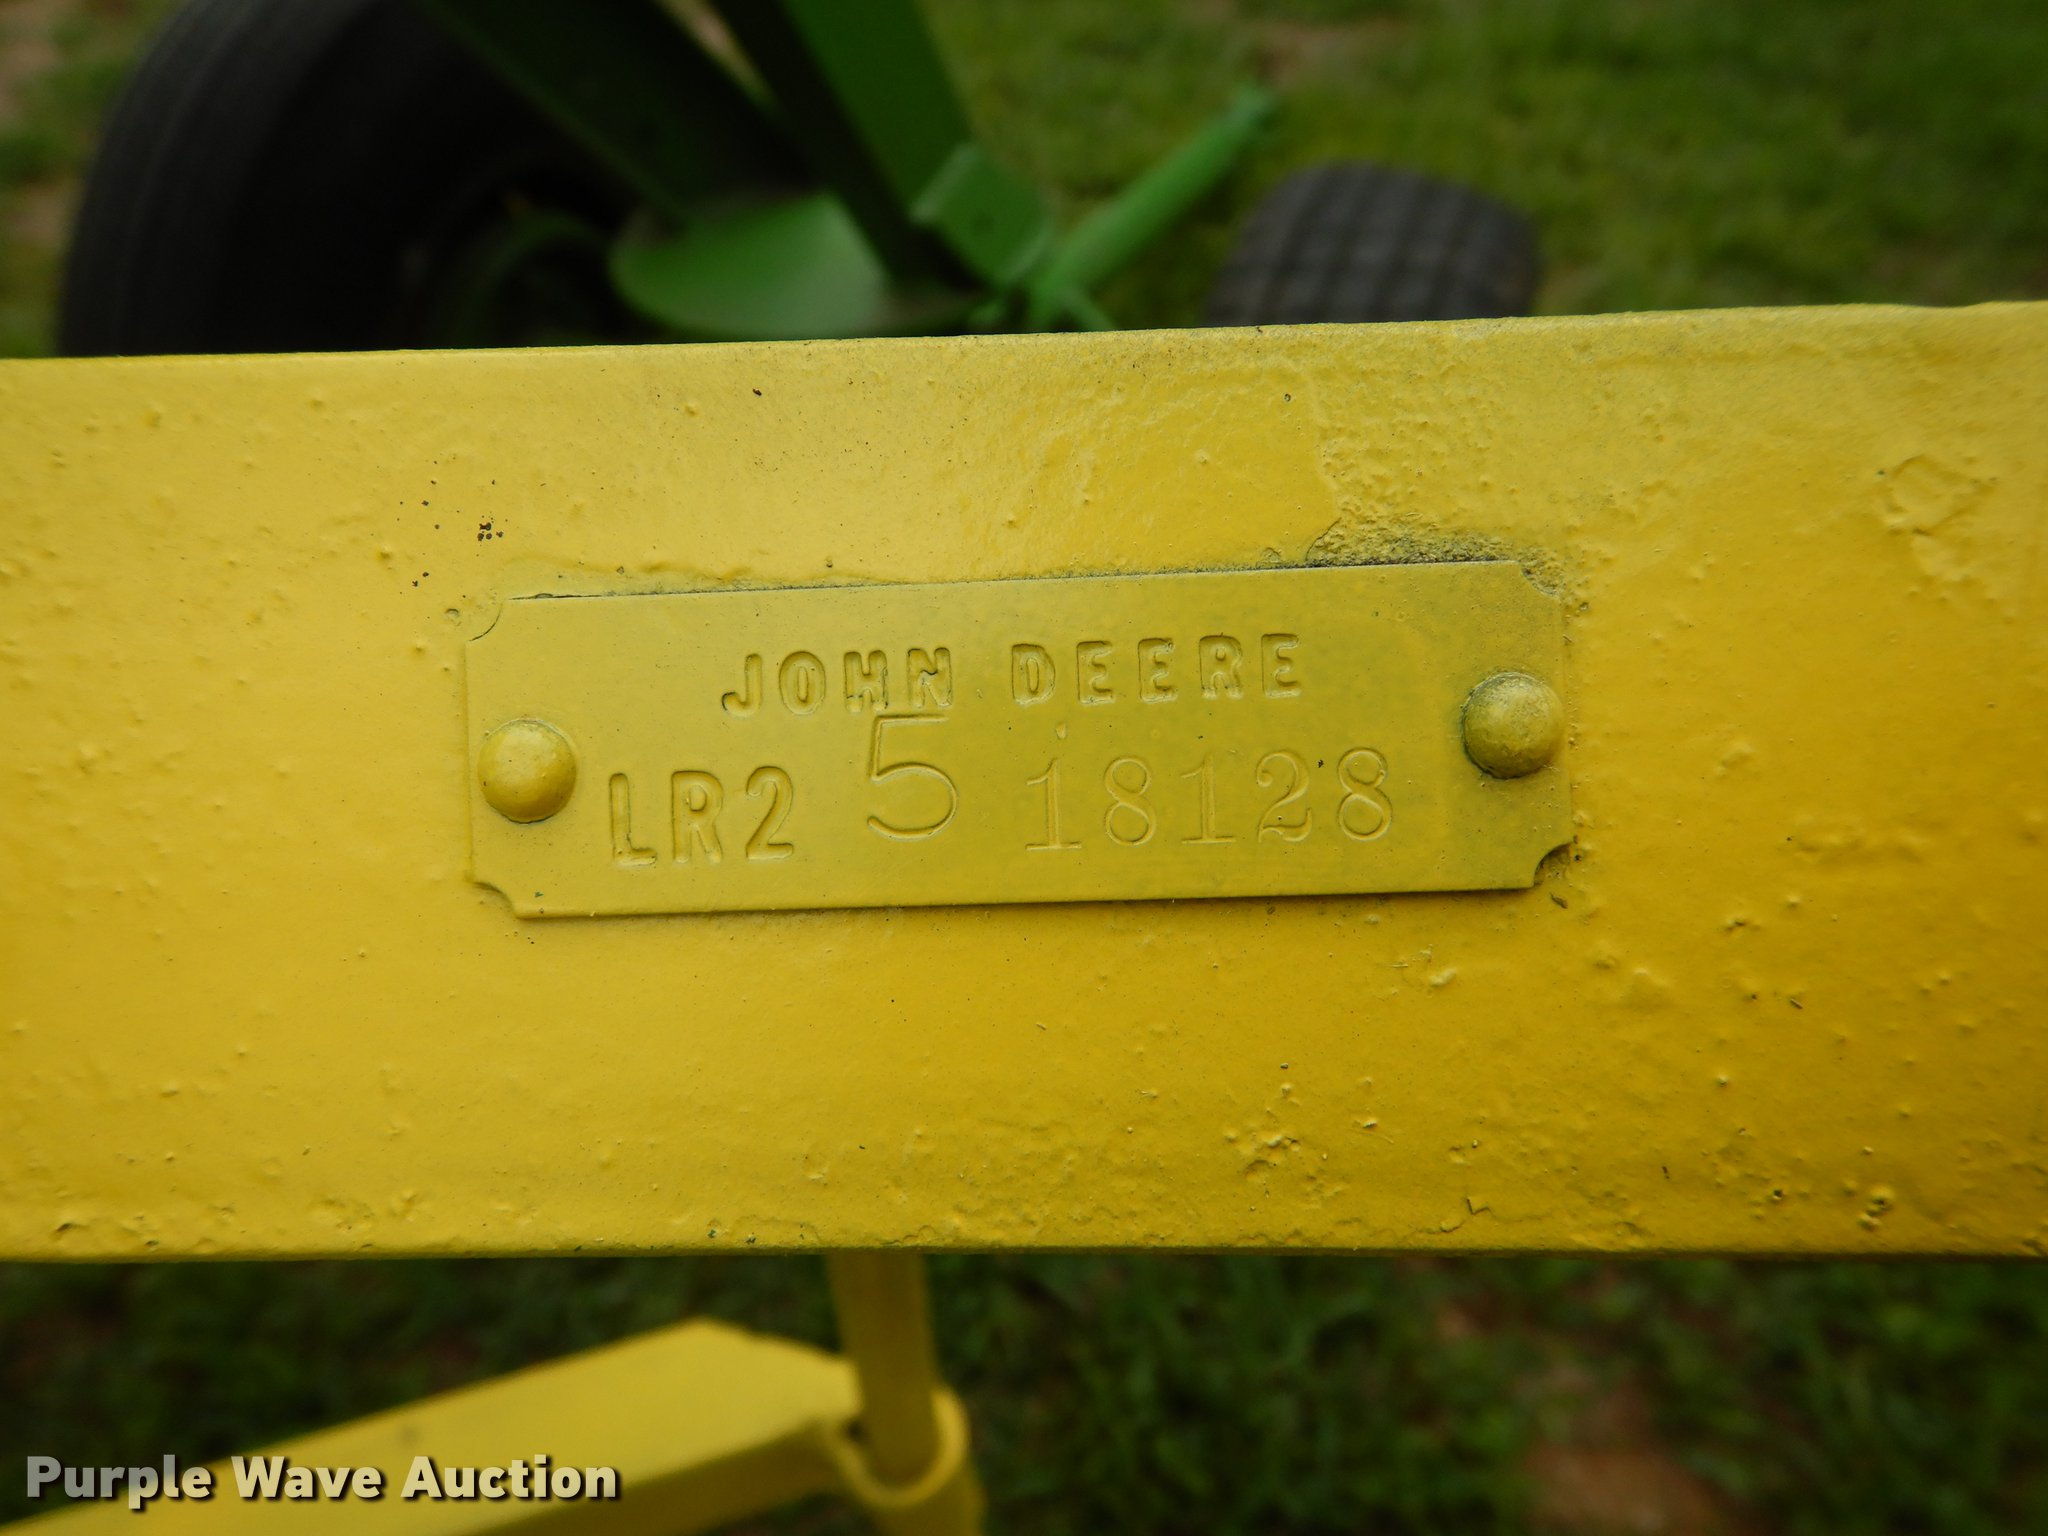 JOHN DEERE
LR2 5 18128
Purple Wave Auction